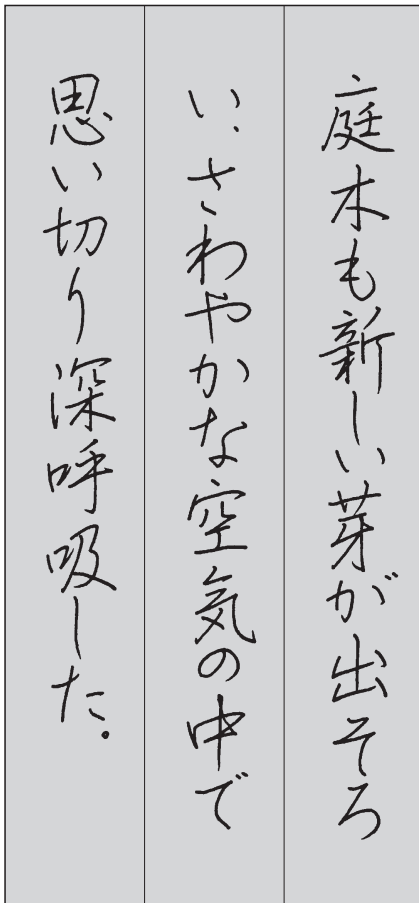 庭木も新しい芽が出そろ
い、さわやかな空気の中で
思い切り深呼吸した。